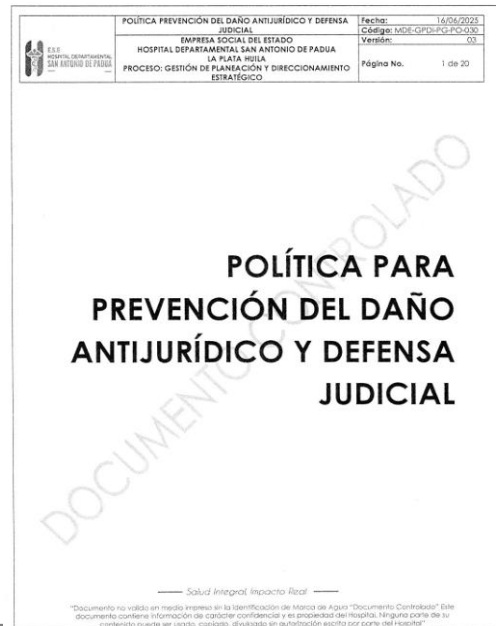 E.S.E
HOSPITAL DEPARTAMENTAL
SAN ANTONIO DE PADUA
POLÍTICA PREVENCIÓN DEL DAÑO ANTIJURÍDICO Y DEFENSA
JUDICIAL
EMPRESA SOCIAL DEL ESTADO
HOSPITAL DEPARTAMENTAL SAN ANTONIO DE PADUA
LA PLATA HUILA
PROCESO: GESTIÓN DE PLANEACIÓN Y DIRECCIONAMIENTO
ESTRATÉGICO
Fecha: 16/06/2025
Código: MDE-GPDI-PG-PO-030
Versión: 03
Página No. 1 de 20
DOCUMENTO CONTROLADO
POLÍTICA PARA
PREVENCIÓN DEL DAÑO
ANTIJURÍDICO Y DEFENSA
JUDICIAL
Salud Integral, Impacto Real
"Documento no valido en medio impreso sin la identificación de Marca de Agua "Documento Controlado" Este
documento contiene información de carácter confidencial y es propiedad del Hospital. Ninguna parte de su
contenido puede ser usado, copiado, divulgado sin autorización escrita por parte del Hospital"